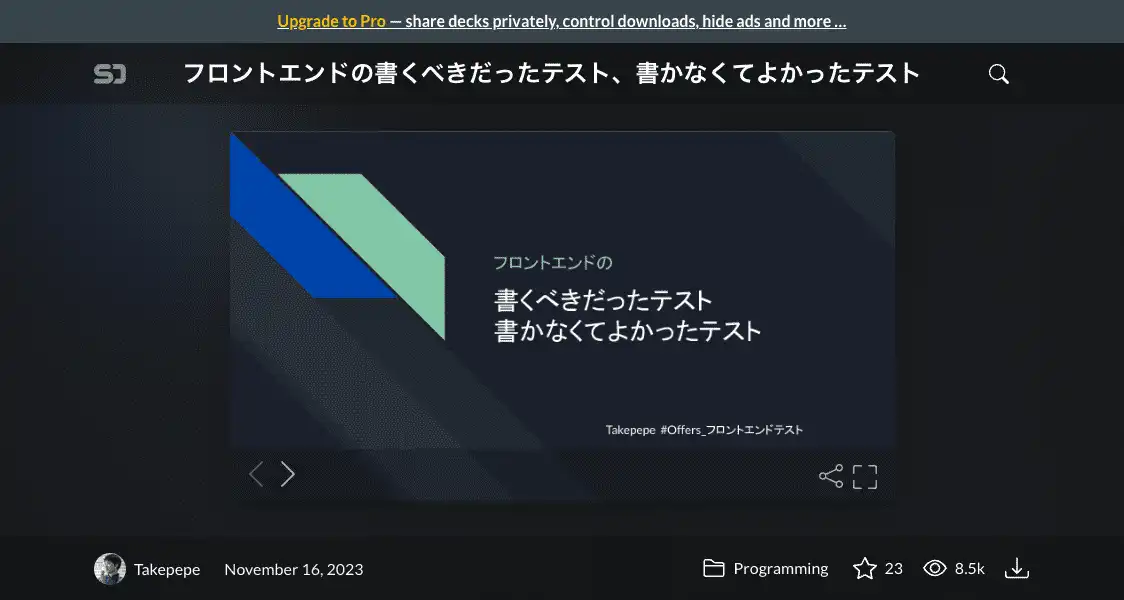 Upgrade to Pro — share decks privately, control downloads, hide ads and more …
SD フロントエンドの書くべきだったテスト、書かなくてよかったテスト
フロントエンドの
書くべきだったテスト
書かなくてよかったテスト
Takepepe #Offers_フロントエンドテスト
Takepepe November 16, 2023 Programming 23 8.5k